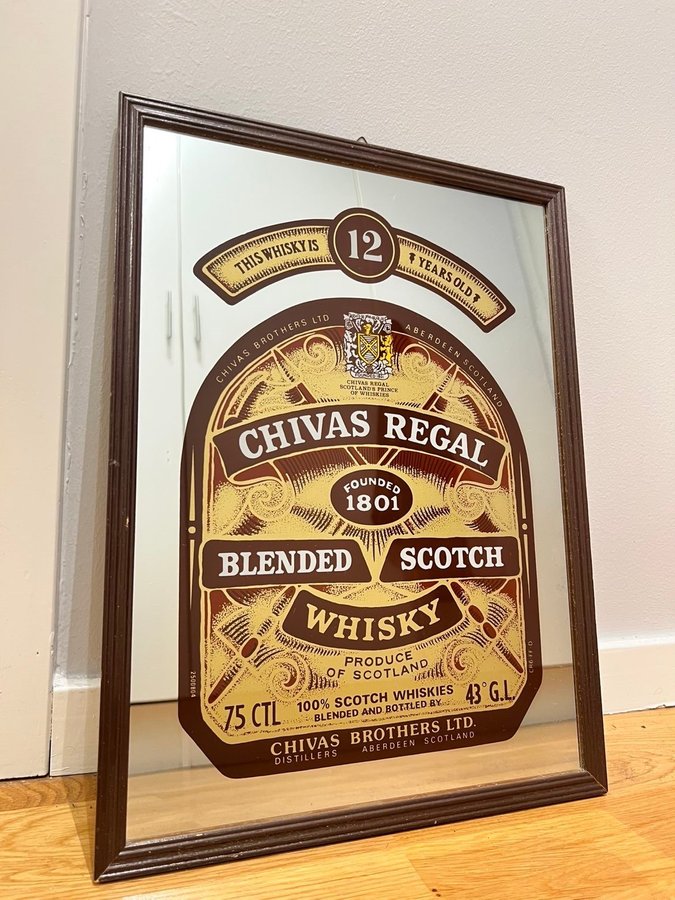 THIS WHISKY IS 12 YEARS OLD
CHIVAS BROTHERS LTD ABERDEEN SCOTLAND
CHIVAS REGAL
SCOTLAND'S PRINCE
OF WHISKIES
CHIVAS REGAL
FOUNDED
1801
BLENDED SCOTCH
WHISKY
PRODUCE
OF SCOTLAND
75 CTL
100% SCOTCH WHISKIES
BLENDED AND BOTTLED BY
43° G.L.
CHIVAS BROTHERS LTD.
DISTILLERS ABERDEEN SCOTLAND